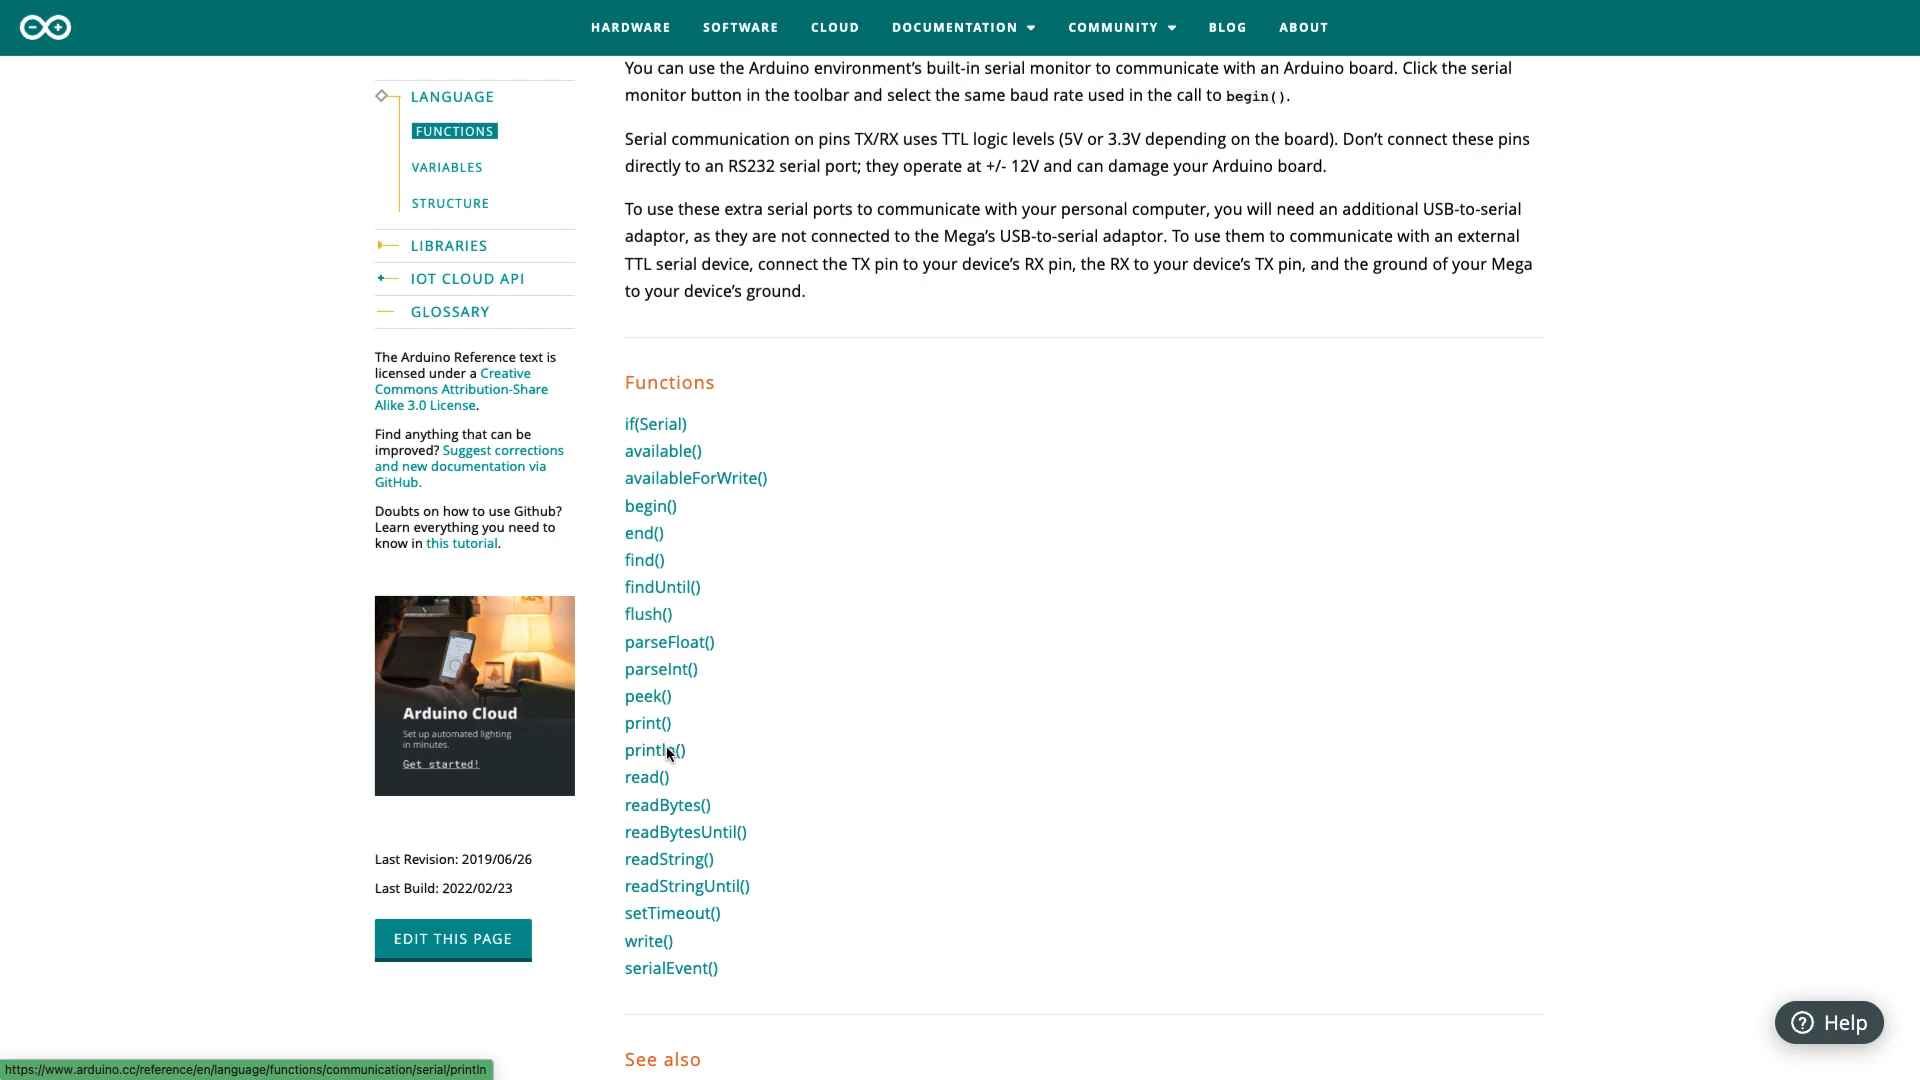 HARDWARE SOFTWARE CLOUD DOCUMENTATION COMMUNITY BLOG ABOUT
LANGUAGE
FUNCTIONS
VARIABLES
STRUCTURE
LIBRARIES
IOT CLOUD API
GLOSSARY
The Arduino Reference text is
licensed under a Creative
Commons Attribution-Share
Alike 3.0 License.
Find anything that can be
improved? Suggest corrections
and new documentation via
GitHub.
Doubts on how to use Github?
Learn everything you need to
know in this tutorial.
Arduino Cloud
Set up automated lighting
in minutes.
Get started!
Last Revision: 2019/06/26
Last Build: 2022/02/23
EDIT THIS PAGE
You can use the Arduino environment’s built-in serial monitor to communicate with an Arduino board. Click the serial
monitor button in the toolbar and select the same baud rate used in the call to begin().
Serial communication on pins TX/RX uses TTL logic levels (5V or 3.3V depending on the board). Don’t connect these pins
directly to an RS232 serial port; they operate at +/- 12V and can damage your Arduino board.
To use these extra serial ports to communicate with your personal computer, you will need an additional USB-to-serial
adaptor, as they are not connected to the Mega’s USB-to-serial adaptor. To use them to communicate with an external
TTL serial device, connect the TX pin to your device’s RX pin, the RX to your device’s TX pin, and the ground of your Mega
to your device’s ground.
Functions
if(Serial)
available()
availableForWrite()
begin()
end()
find()
findUntil()
flush()
parseFloat()
parseInt()
peek()
print()
println()
read()
readBytes()
readBytesUntil()
readString()
readStringUntil()
setTimeout()
write()
serialEvent()
See also
Help
https://www.arduino.cc/reference/en/language/functions/communication/serial/println